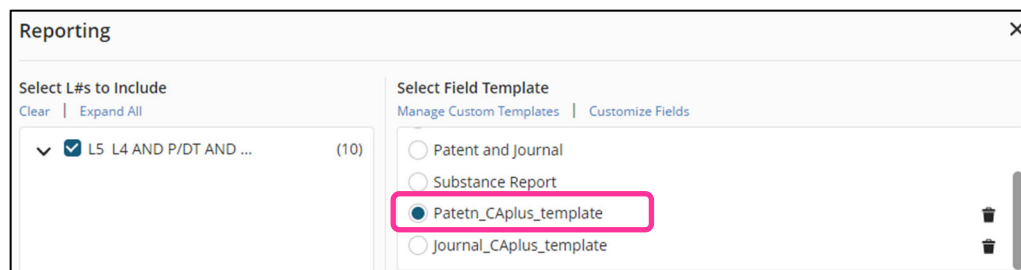 Reporting
Select L#s to Include
Clear | Expand All
L5 L4 AND P/DT AND ... (10)
Select Field Template
Manage Custom Templates | Customize Fields
Patent and Journal
Substance Report
Patetn_CAplus_template
Journal_CAplus_template